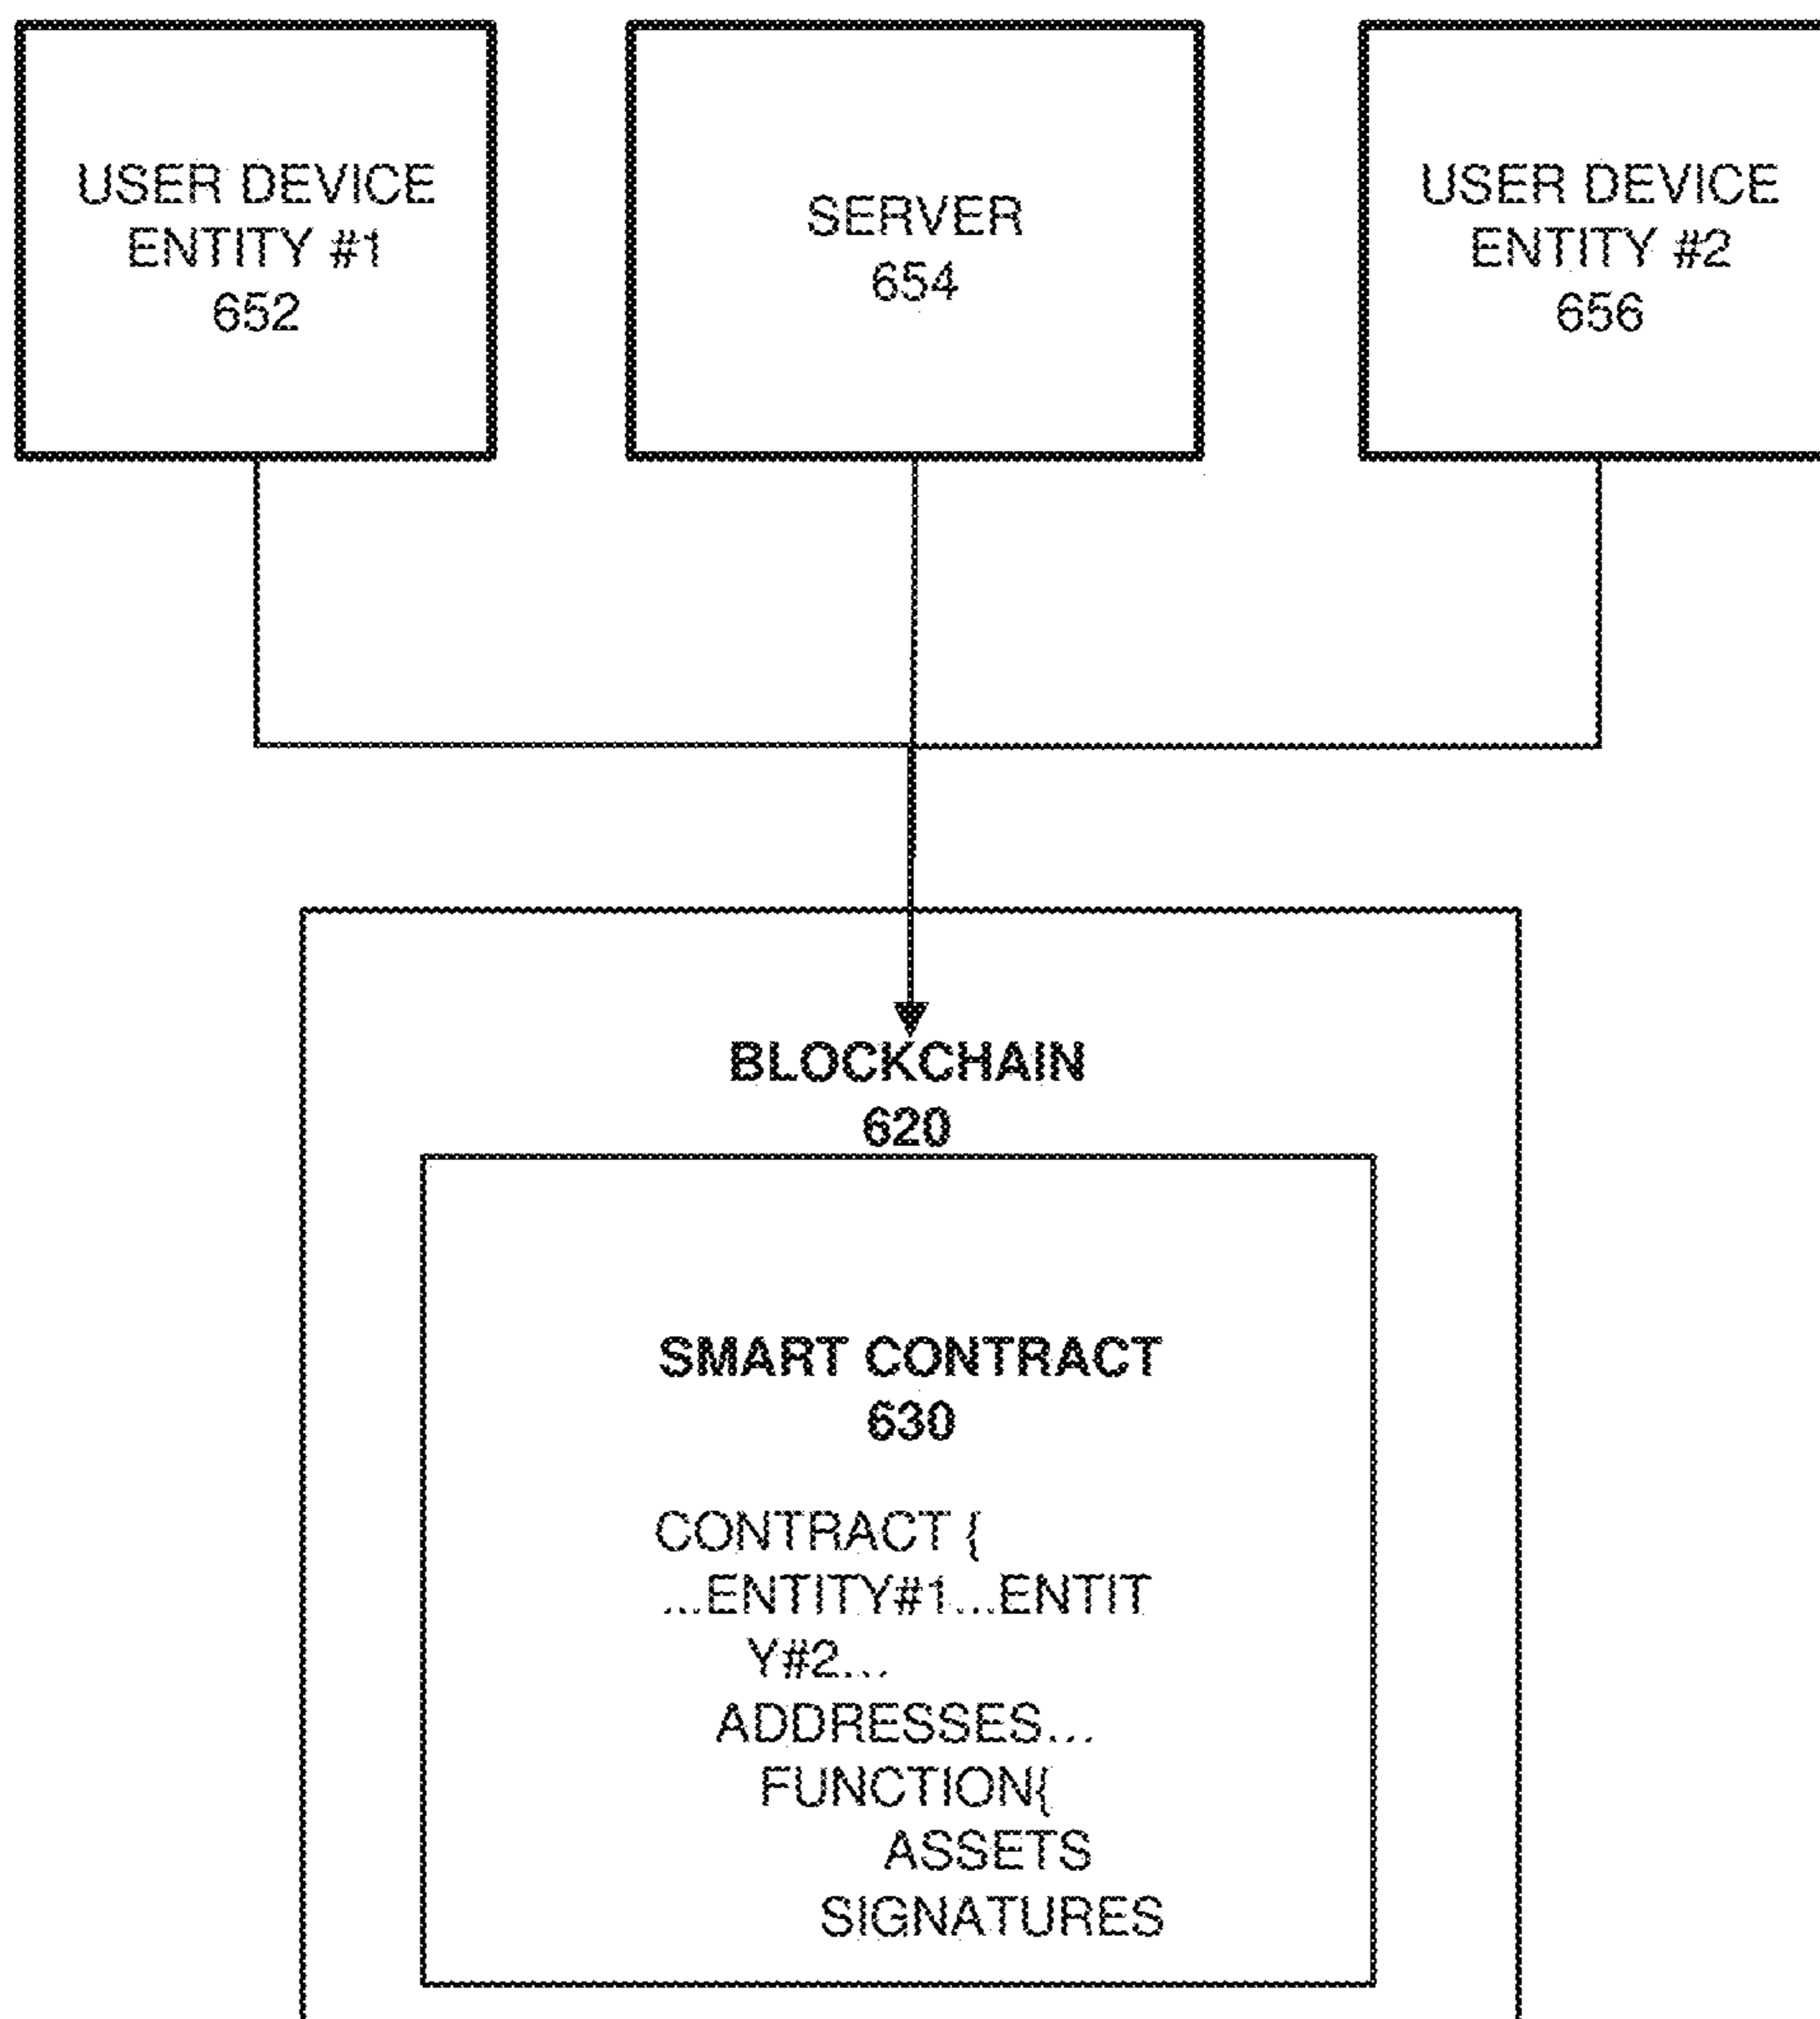 USER DEVICE
ENTITY #1
652
SERVER
654
USER DEVICE
ENTITY #2
656
BLOCKCHAIN
620
SMART CONTRACT
630
CONTRACT {
...ENTITY#1...ENTIT
Y#2...
ADDRESSES...
FUNCTION{
ASSETS
SIGNATURES